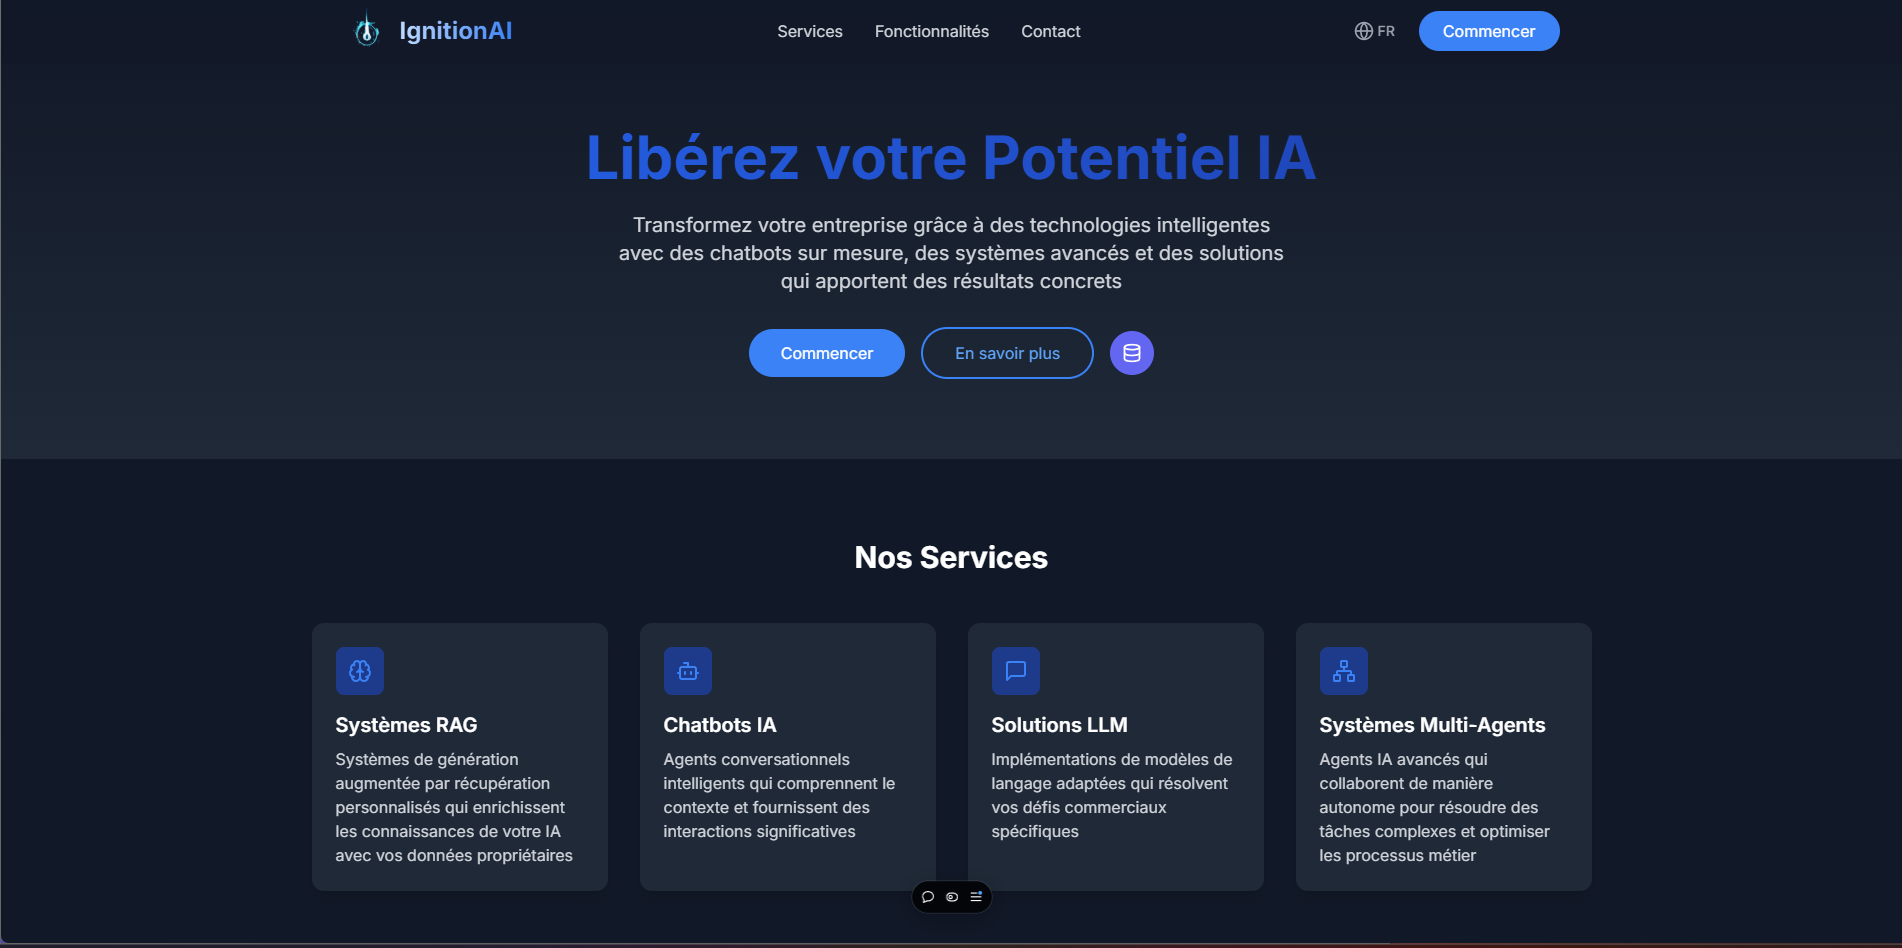 IgnitionAI
Services
Fonctionnalités
Contact
FR
Commencer
Libérez votre Potentiel IA
Transformez votre entreprise grâce à des technologies intelligentes
avec des chatbots sur mesure, des systèmes avancés et des solutions
qui apportent des résultats concrets
Commencer
En savoir plus
Nos Services
Systèmes RAG
Systèmes de génération
augmentée par récupération
personnalisés qui enrichissent
les connaissances de votre IA
avec vos données propriétaires
Chatbots IA
Agents conversationnels
intelligents qui comprennent le
contexte et fournissent des
interactions significatives
Solutions LLM
Implémentations de modèles de
langage adaptées qui résolvent
vos défis commerciaux
spécifiques
Systèmes Multi-Agents
Agents IA avancés qui
collaborent de manière
autonome pour résoudre des
tâches complexes et optimiser
les processus métier